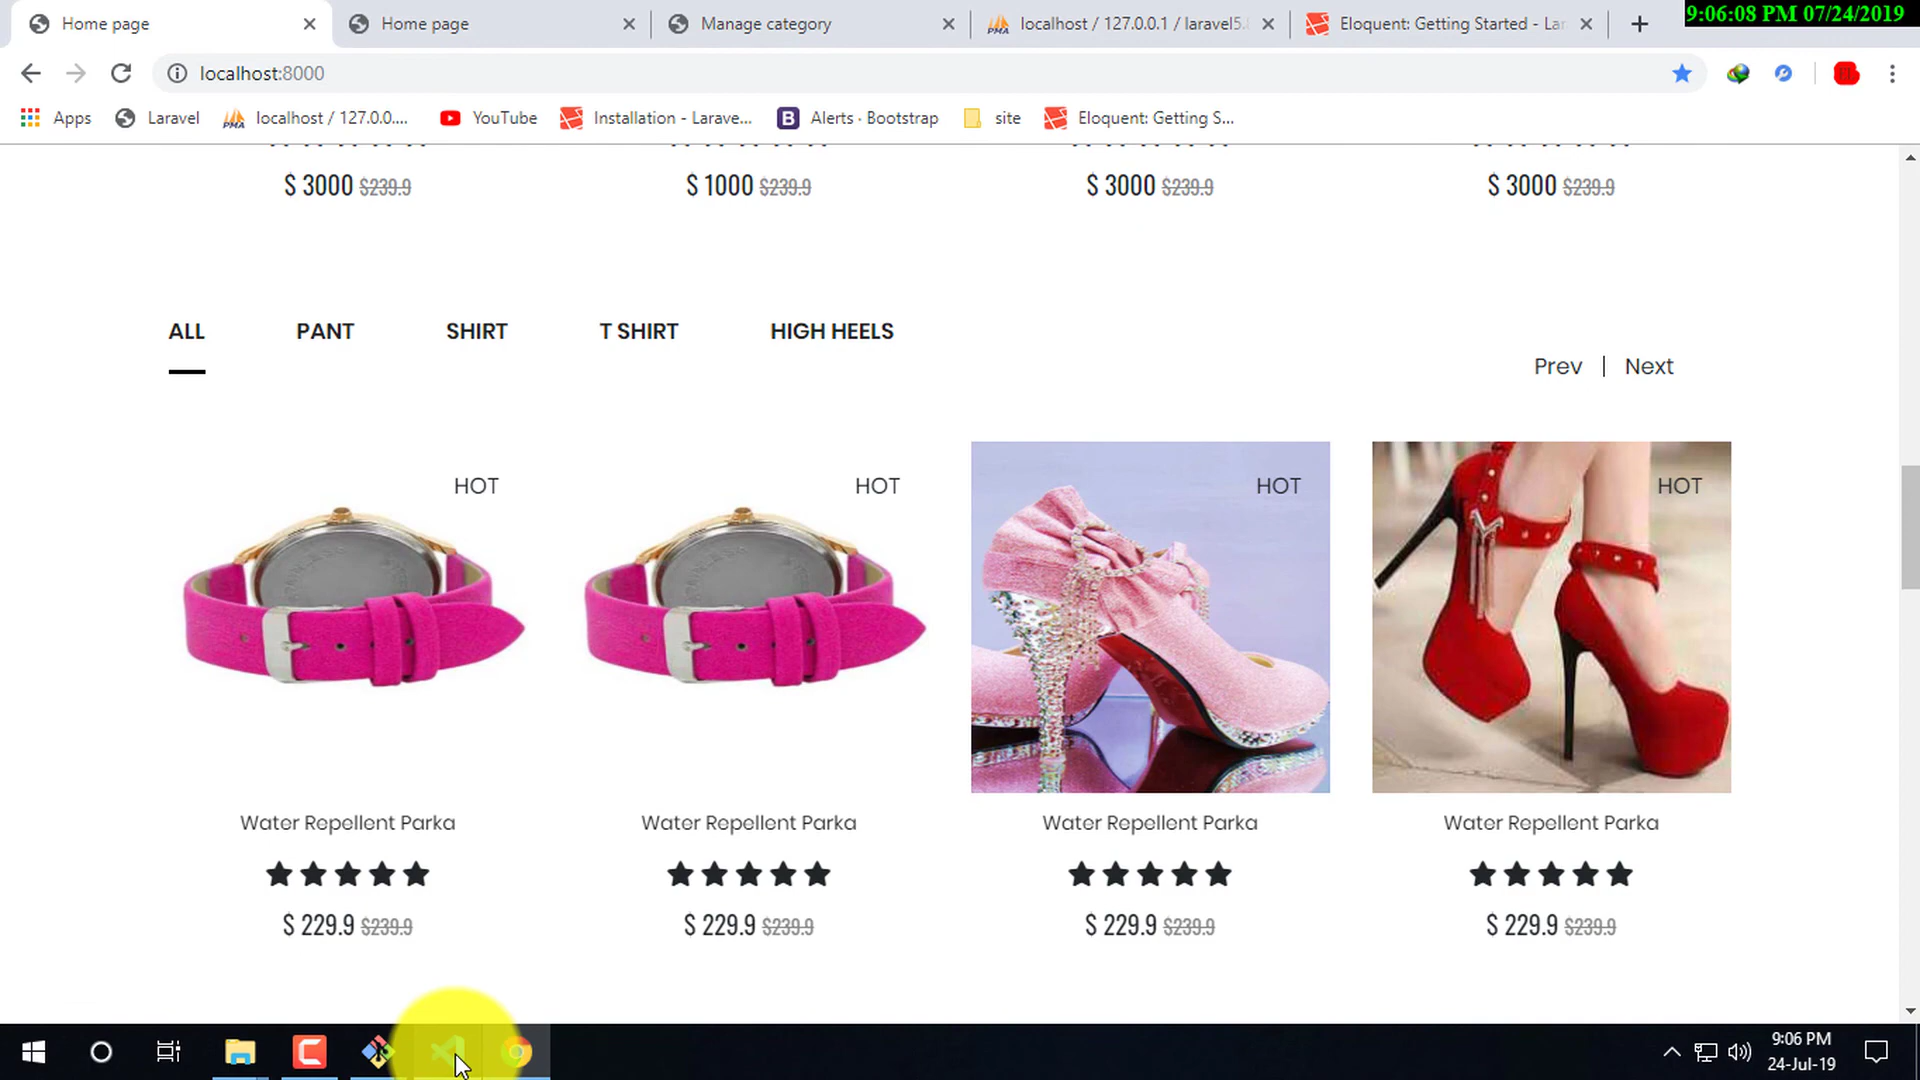 Home page
Home page
Manage category
localhost / 127.0.0.1 / laravel5.
Eloquent: Getting Started - La
9:06:08 PM 07/24/2019
localhost:8000
Apps
Laravel
localhost / 127.0.0....
YouTube
Installation - Larave...
Alerts · Bootstrap
site
Eloquent: Getting S...
$ 3000 $239.9
$ 1000 $239.9
$ 3000 $239.9
$ 3000 $239.9
ALL
PANT
SHIRT
T SHIRT
HIGH HEELS
Prev | Next
HOT
HOT
HOT
HOT
Water Repellent Parka
Water Repellent Parka
Water Repellent Parka
Water Repellent Parka
$ 229.9 $239.9
$ 229.9 $239.9
$ 229.9 $239.9
$ 229.9 $239.9
9:06 PM
24-Jul-19